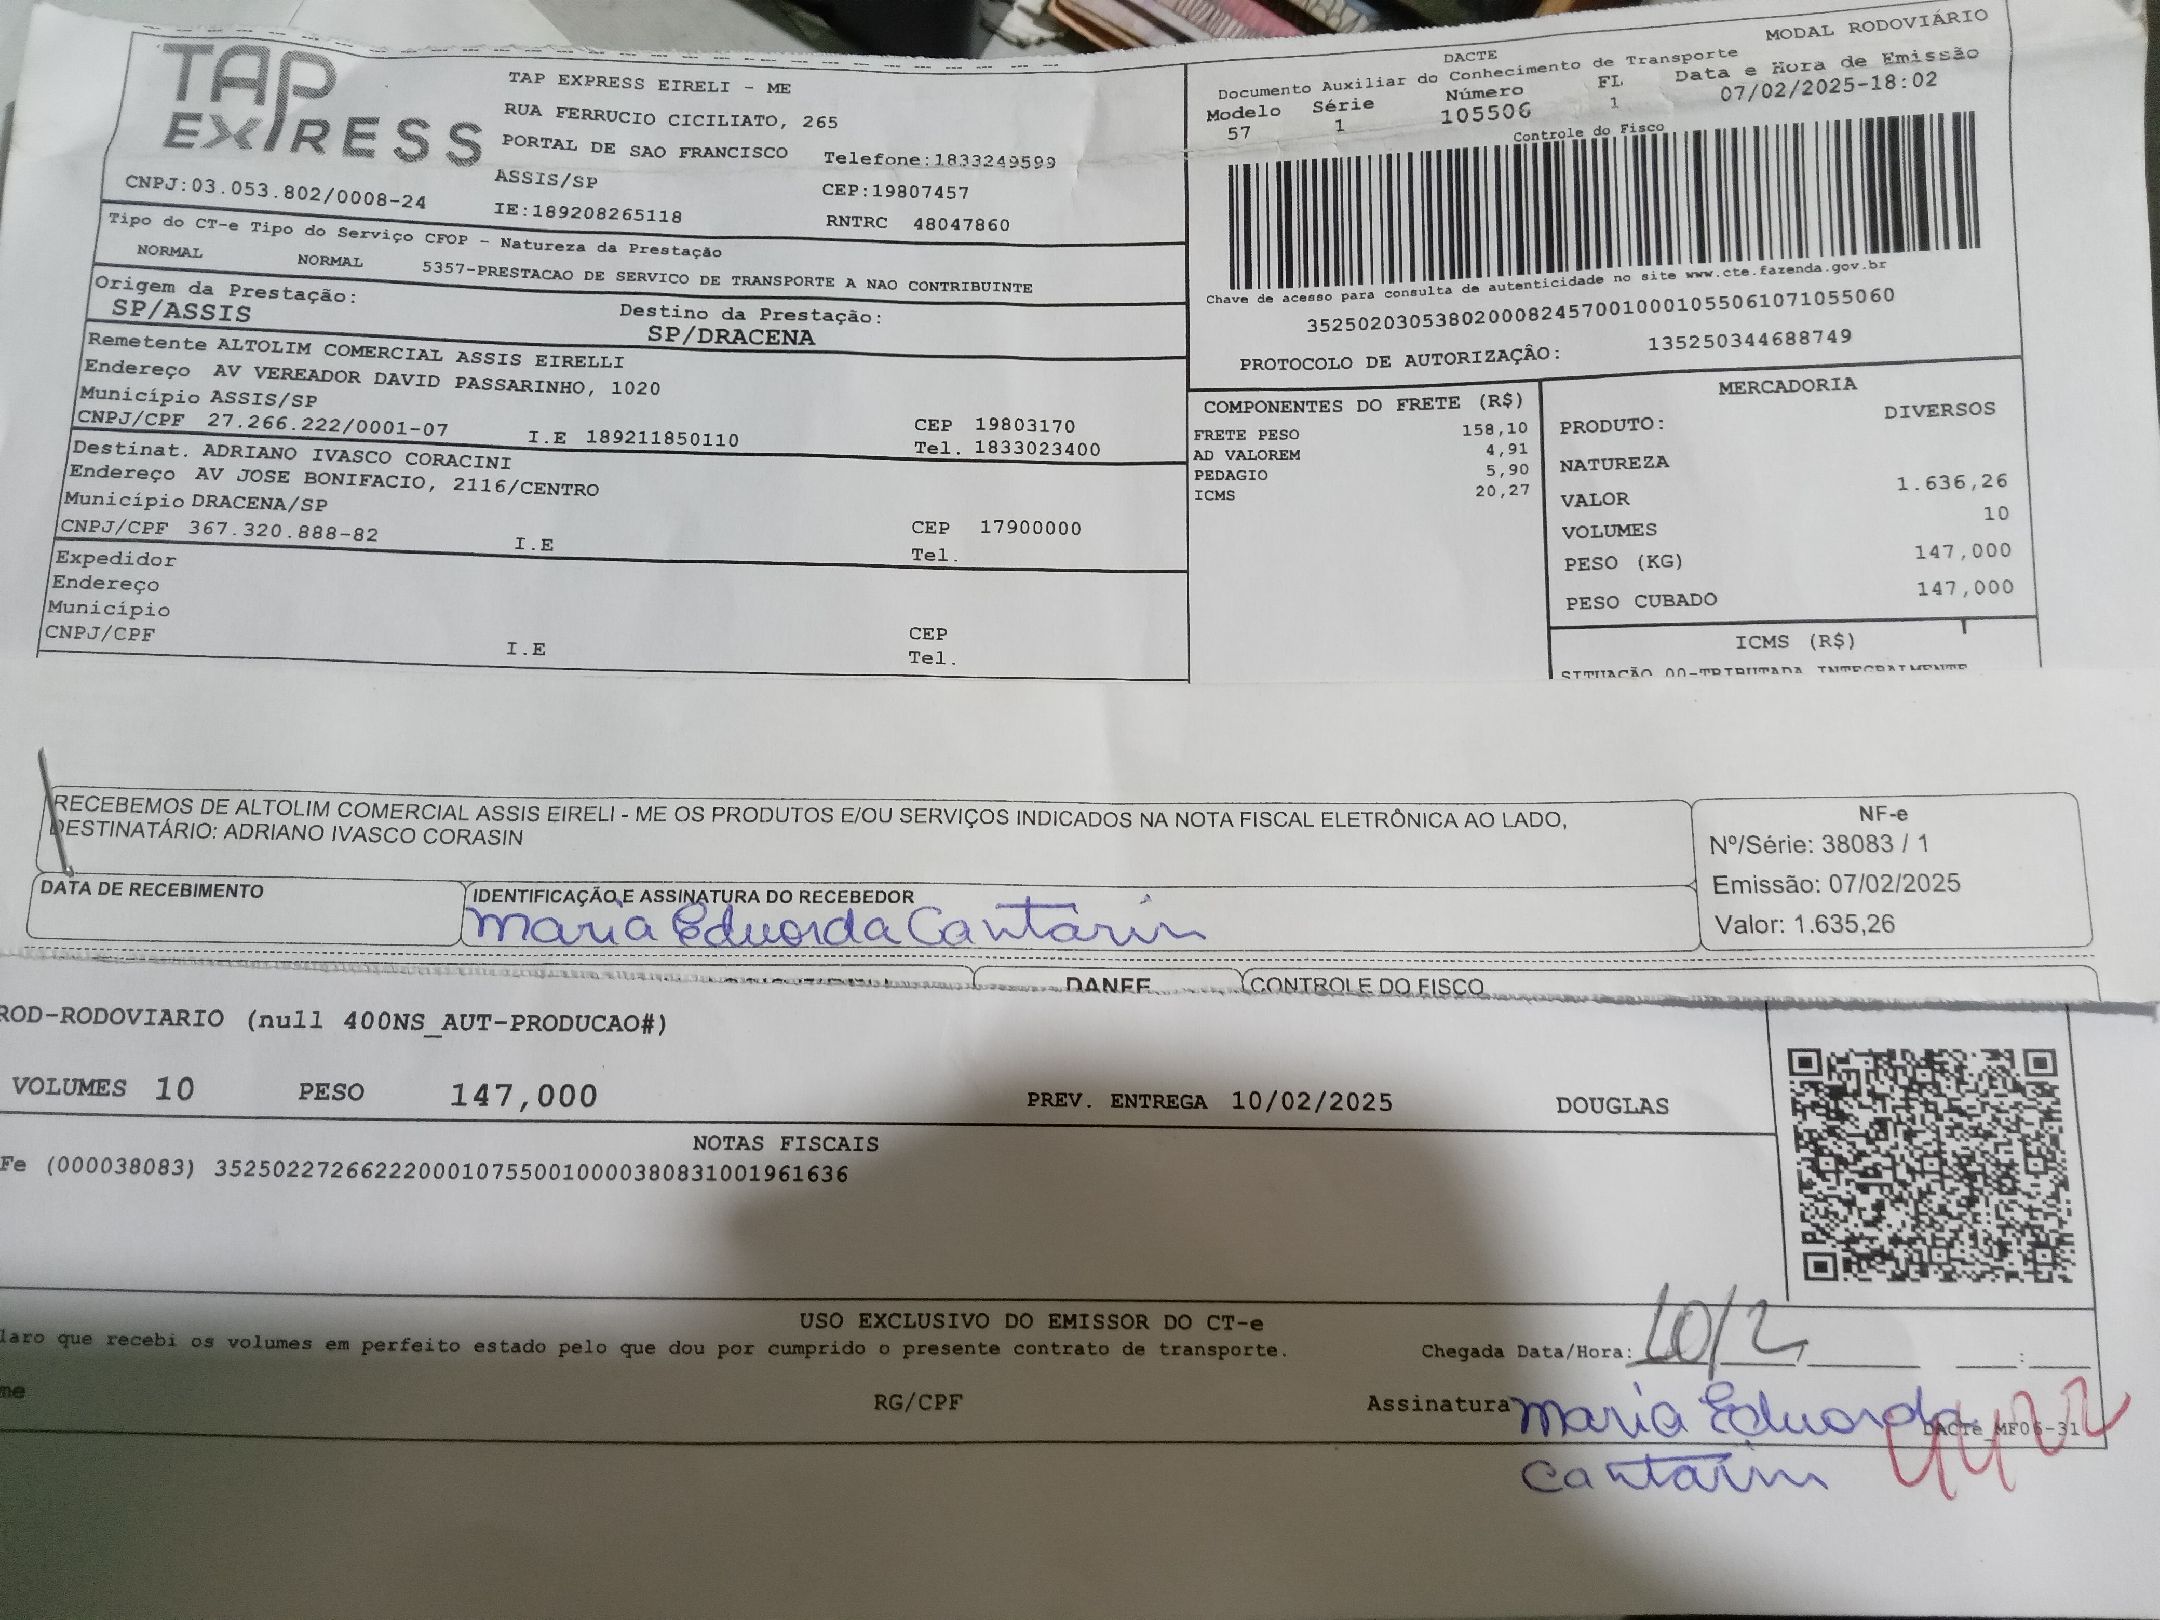 TAP
EXPRESS
TAP EXPRESS EIRELI - ME
RUA FERRUCIO CICILIATO, 265
PORTAL DE SAO FRANCISCO Telefone:1833249599
ASSIS/SP CEP:19807457
CNPJ:03.053.802/0008-24 IE:189208265118 RNTRC 48047860
Tipo do CT-e Tipo do Serviço CFOP - Natureza da Prestação
NORMAL NORMAL 5357-PRESTACAO DE SERVICO DE TRANSPORTE A NAO CONTRIBUINTE
Origem da Prestação: Destino da Prestação:
SP/ASSIS SP/DRACENA
Remetente ALTOLIM COMERCIAL ASSIS EIRELLI
Endereço AV VEREADOR DAVID PASSARINHO, 1020
Município ASSIS/SP CEP 19803170
CNPJ/CPF 27.266.222/0001-07 I.E 189211850110 Tel. 1833023400
Destinat. ADRIANO IVASCO CORACINI
Endereço AV JOSE BONIFACIO, 2116/CENTRO
Município DRACENA/SP CEP 17900000
CNPJ/CPF 367.320.888-82 I.E Tel.
Expedidor
Endereço
Município CEP
CNPJ/CPF I.E Tel.
DACTE MODAL RODOVIÁRIO
Documento Auxiliar do Conhecimento de Transporte
Modelo Série Número FL Data e Hora de Emissão
57 1 105506 1 07/02/2025-18:02
Controle do Fisco
Chave de acesso para consulta de autenticidade no site www.cte.fazenda.gov.br
35250203053802000824570010001055061071055060
PROTOCOLO DE AUTORIZAÇÃO: 135250344688749
COMPONENTES DO FRETE (R$)
FRETE PESO 158,10
AD VALOREM 4,91
PEDAGIO 5,90
ICMS 20,27
MERCADORIA
PRODUTO: DIVERSOS
NATUREZA
VALOR 1.636,26
VOLUMES 10
PESO (KG) 147,000
PESO CUBADO 147,000
ICMS (R$)
SITUAÇÃO 00-TRIBUTADA INTEGRALMENTE
RECEBEMOS DE ALTOLIM COMERCIAL ASSIS EIRELI - ME OS PRODUTOS E/OU SERVIÇOS INDICADOS NA NOTA FISCAL ELETRÔNICA AO LADO,
DESTINATÁRIO: ADRIANO IVASCO CORASIN
DATA DE RECEBIMENTO IDENTIFICAÇÃO E ASSINATURA DO RECEBEDOR
Maria Eduarda Cantarin
NF-e
Nº/Série: 38083 / 1
Emissão: 07/02/2025
Valor: 1.635,26
DANFE CONTROLE DO FISCO
ROD-RODOVIARIO (null 400NS_AUT-PRODUCAO#)
VOLUMES 10 PESO 147,000 PREV. ENTREGA 10/02/2025 DOUGLAS
NOTAS FISCAIS
Fe (000038083) 35250227266222000107550010000380831001961636
USO EXCLUSIVO DO EMISSOR DO CT-e
laro que recebi os volumes em perfeito estado pelo que dou por cumprido o presente contrato de transporte. Chegada Data/Hora: 10/2
me RG/CPF Assinatura Maria Eduarda
DACTe_MF06-31
Cantarin